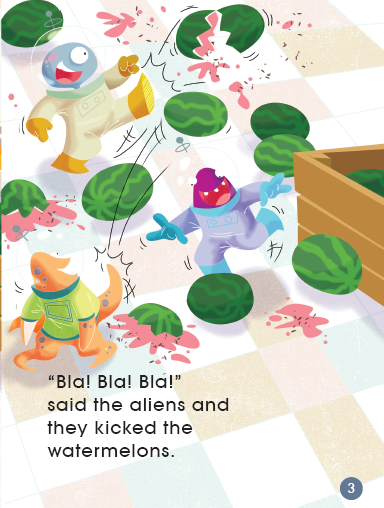 “Bla! Bla! Bla!”
said the aliens and
they kicked the
watermelons.
3